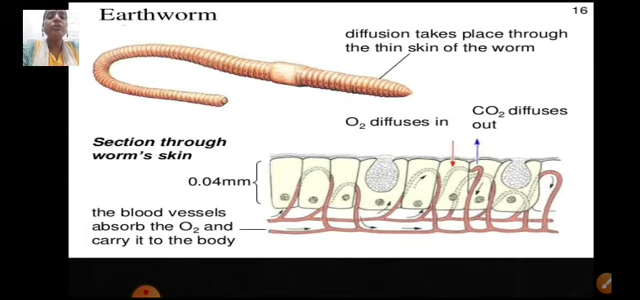 Earthworm
16
diffusion takes place through
the thin skin of the worm
CO₂ diffuses
out
O₂ diffuses in
Section through
worm's skin
0.04mm
the blood vessels
absorb the O₂ and
carry it to the body